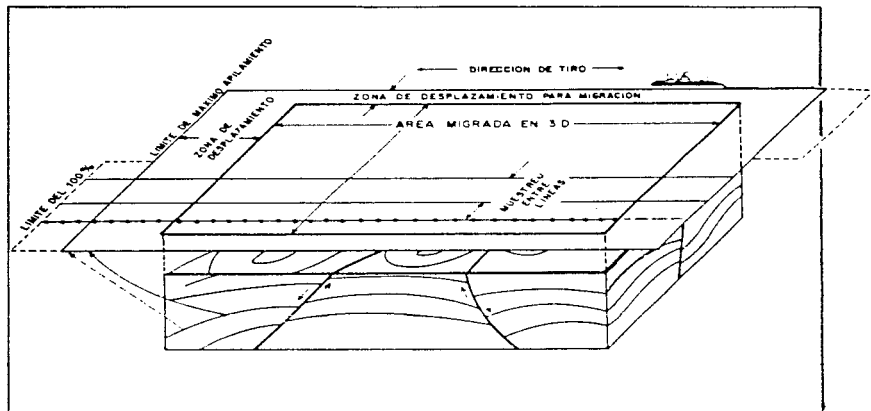 DIRECCION DE TIRO
ZONA DE DESPLAZAMIENTO PARA MIGRACION
AREA MIGRADA EN 3 D
LIMITE DE MAXIMO APILAMIENTO
ZONA DE
DESPLAZAMIENTO
LIMITE DEL 100%
MUESTREO
ENTRE
LINEAS